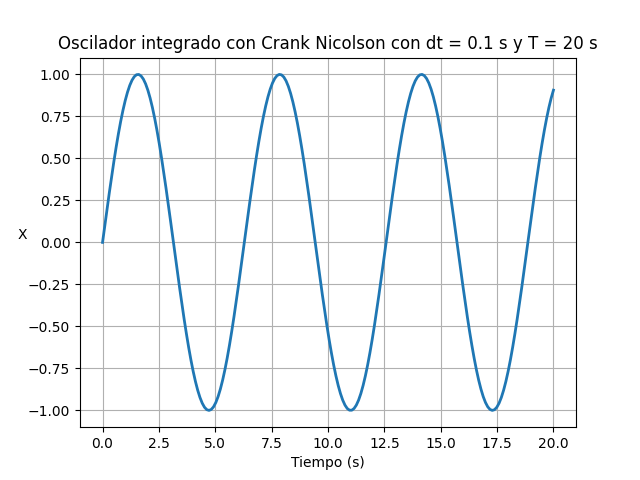 Oscilador integrado con Crank Nicolson con dt = 0.1 s y T = 20 s
1.00
0.75
0.50
0.25
0.00
−0.25
−0.50
−0.75
−1.00
X
0.0 2.5 5.0 7.5 10.0 12.5 15.0 17.5 20.0
Tiempo (s)